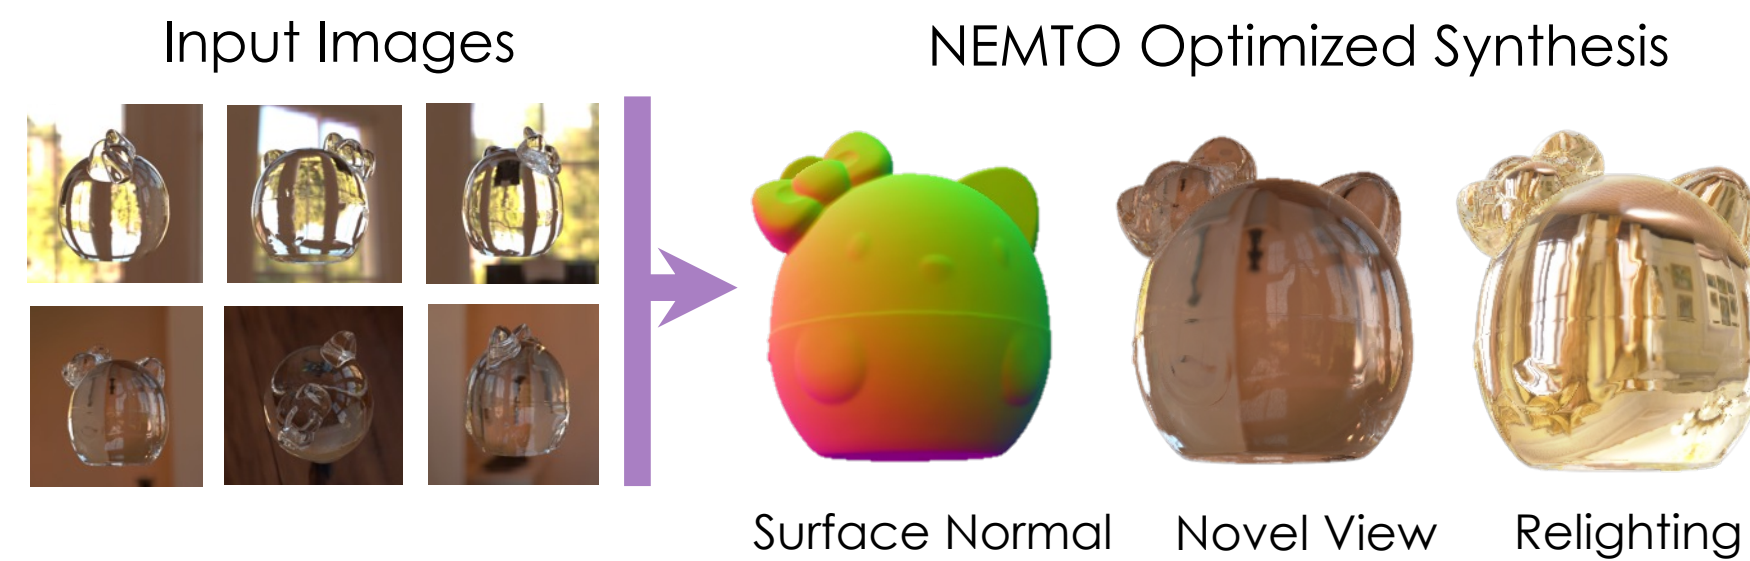 Input Images
NEMTO Optimized Synthesis
Surface Normal
Novel View
Relighting